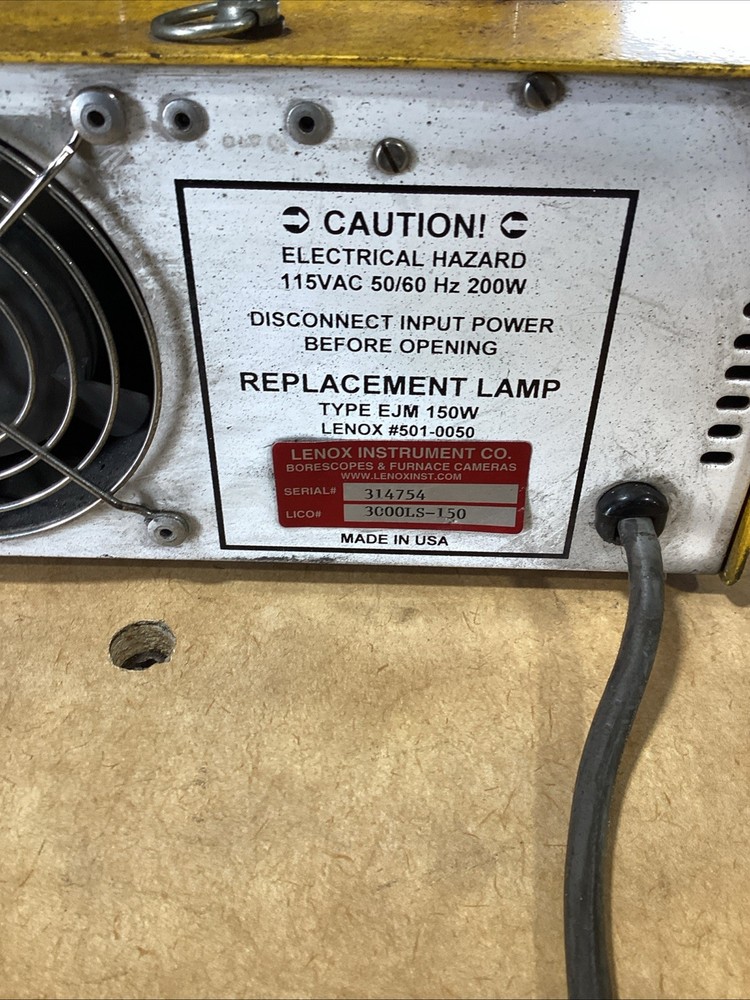 CAUTION!
ELECTRICAL HAZARD
115VAC 50/60 Hz 200W
DISCONNECT INPUT POWER
BEFORE OPENING
REPLACEMENT LAMP
TYPE EJM 150W
LENOX #501-0050
LENOX INSTRUMENT CO.
BORESCOPES & FURNACE CAMERAS
WWW.LENOXINST.COM
SERIAL# 314754
LICO# 3000LS-150
MADE IN USA